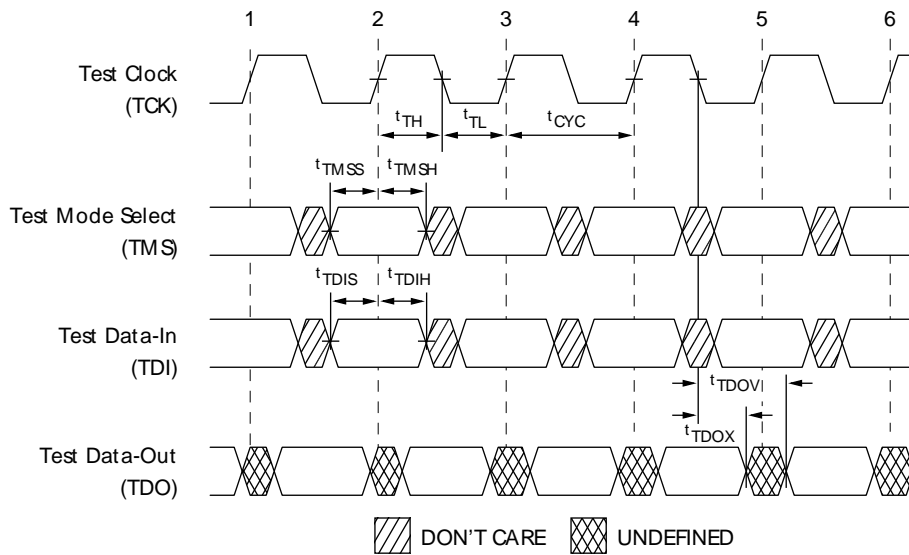 1 2 3 4 5 6
Test Clock
(TCK)
tTH tTL tCYC
tTMSS tTMSH
Test Mode Select
(TMS)
tTDIS tTDIH
Test Data-In
(TDI)
tTDOV
tTDOX
Test Data-Out
(TDO)
DON'T CARE UNDEFINED